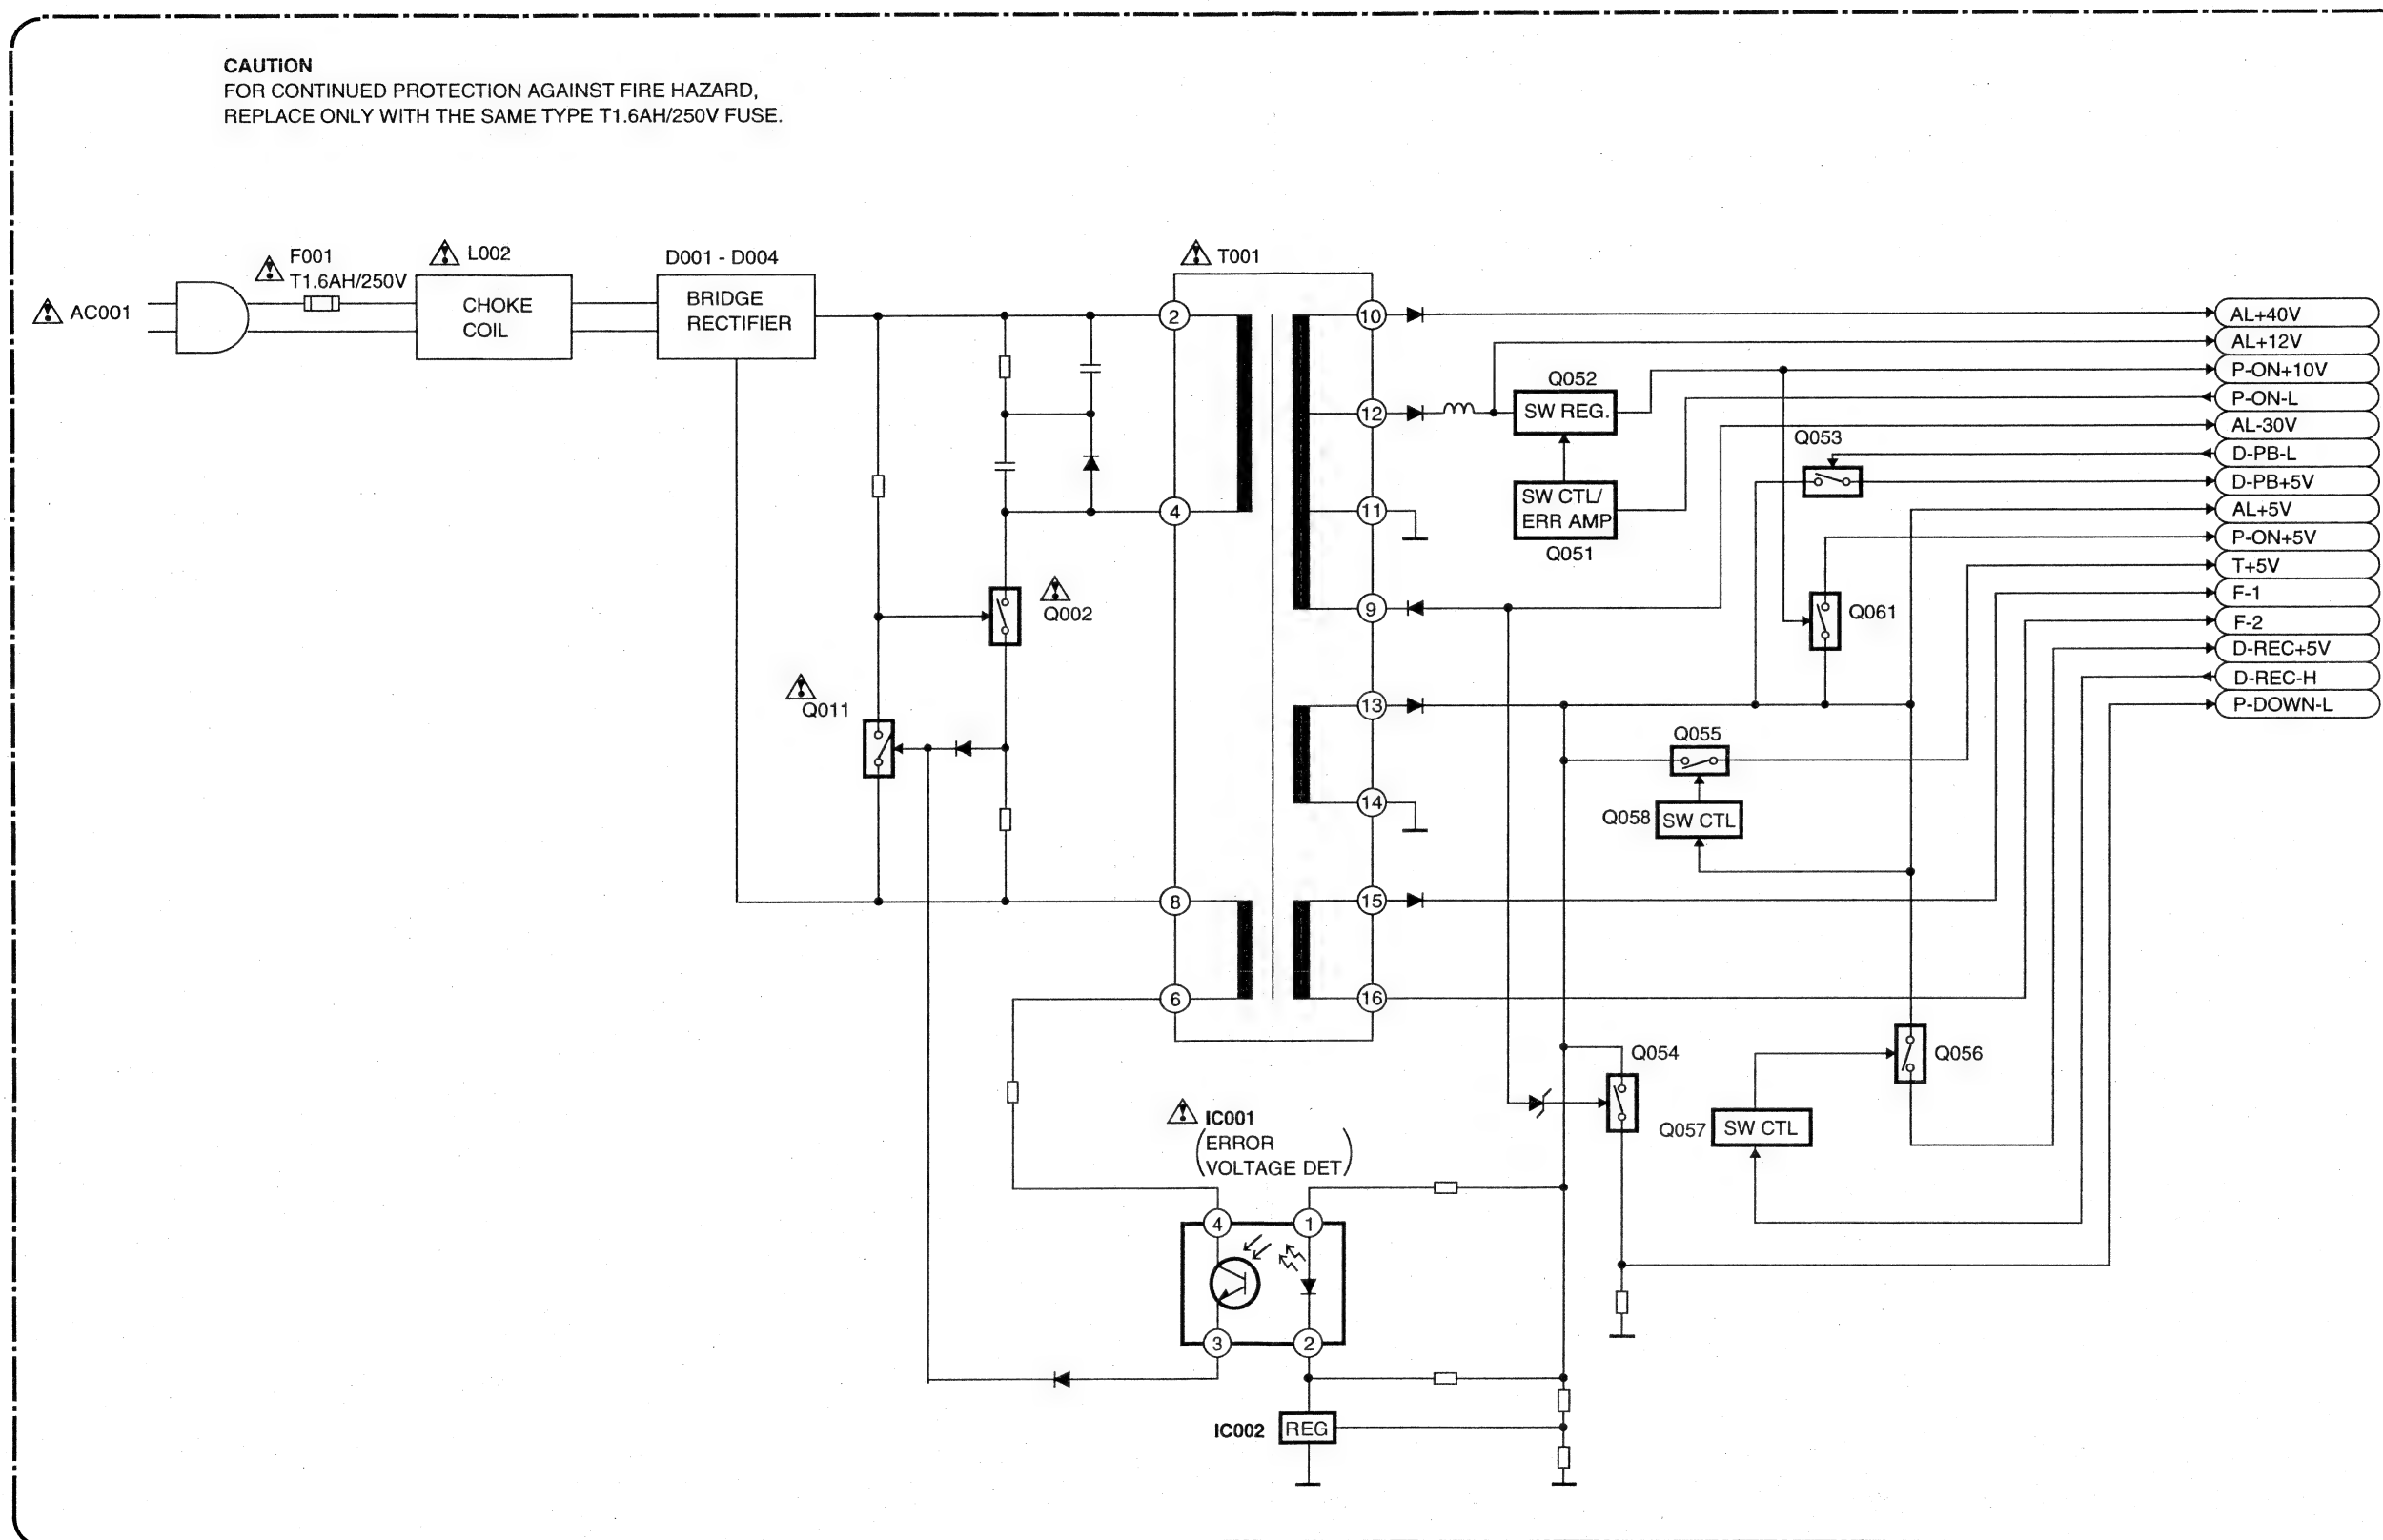 CAUTION
FOR CONTINUED PROTECTION AGAINST FIRE HAZARD,
REPLACE ONLY WITH THE SAME TYPE T1.6AH/250V FUSE.
AC001
F001
T1.6AH/250V
L002
CHOKE
COIL
D001 - D004
BRIDGE
RECTIFIER
T001
2
4
8
6
10
12
11
9
13
14
15
16
Q002
Q011
Q052
SW REG.
SW CTL/
ERR AMP
Q051
Q053
Q061
Q055
Q058
SW CTL
Q054
Q056
Q057
SW CTL
IC001
(ERROR
VOLTAGE DET)
4
1
3
2
IC002
REG
AL+40V
AL+12V
P-ON+10V
P-ON-L
AL-30V
D-PB-L
D-PB+5V
AL+5V
P-ON+5V
T+5V
F-1
F-2
D-REC+5V
D-REC-H
P-DOWN-L